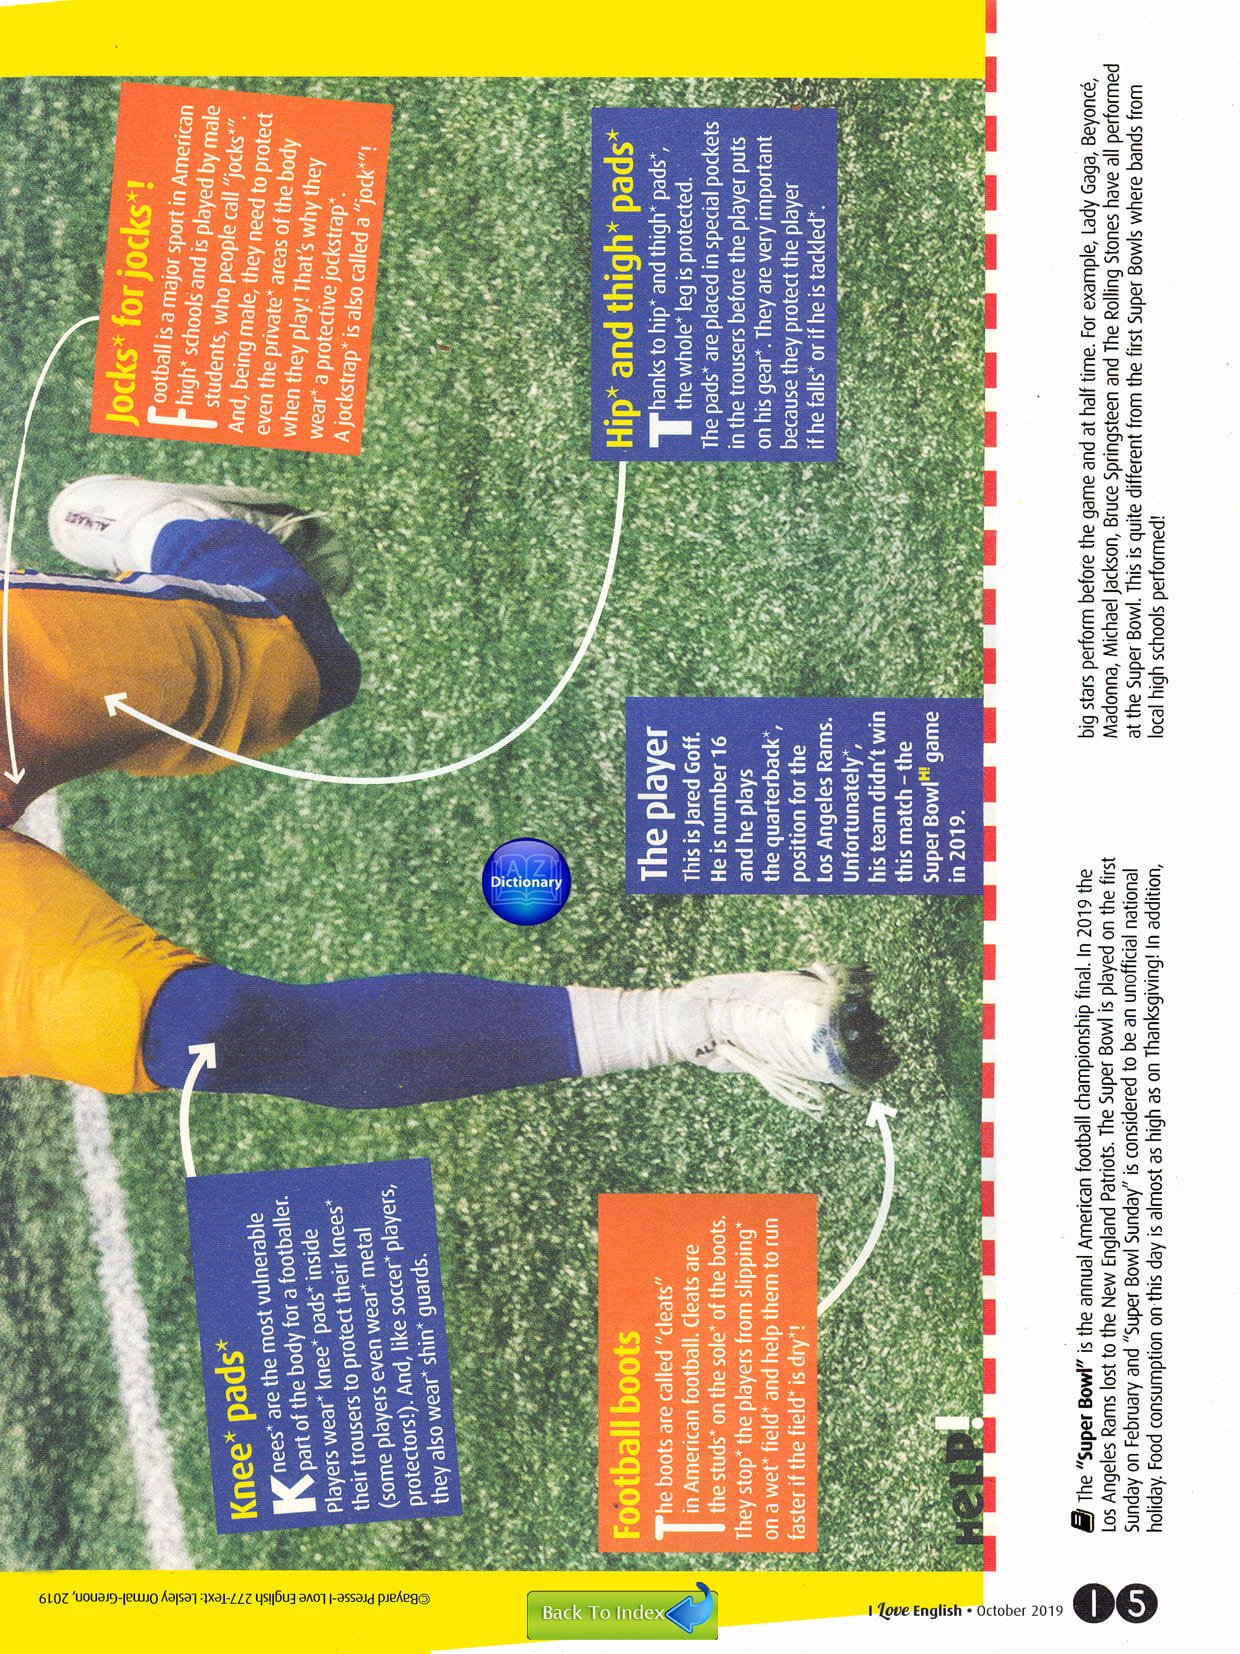 Knee* pads*
Knees* are the most vulnerable
part of the body for a footballer.
Players wear* knee* pads* inside
their trousers to protect their knees*
(some players even wear* metal
protectors!). And, like soccer* players,
they also wear* shin* guards.
Jocks* for jocks*!
Football is a major sport in American
high* schools and is played by male
students, who people call “jocks*”.
And, being male, they need to protect
even the private* areas of the body
when they play! That’s why they
wear* a protective jockstrap*.
A jockstrap* is also called a “jock*”!
Football boots
The boots are called “cleats”
in American football. Cleats are
the studs* on the sole* of the boots.
They stop* the players from slipping*
on a wet* field* and help them to run
faster if the field* is dry*!
Dictionary
The player
This is Jared Goff.
He is number 16
and he plays
the quarterback*,
position for the
Los Angeles Rams.
Unfortunately*,
his team didn’t win
this match – the
Super Bowl H! game
in 2019.
Hip* and thigh* pads*
Thanks to hip* and thigh* pads*,
the whole* leg is protected.
The pads* are placed in special pockets
in the trousers before the player puts
on his gear*. They are very important
because they protect the player
if he falls* or if he is tackled*.
HeLP!
The “Super Bowl” is the annual American football championship final. In 2019 the
Los Angeles Rams lost to the New England Patriots. The Super Bowl is played on the first
Sunday on February and “Super Bowl Sunday” is considered to be an unofficial national
holiday. Food consumption on this day is almost as high as on Thanksgiving! In addition,
big stars perform before the game and at half time. For example, Lady Gaga, Beyoncé,
Madonna, Michael Jackson, Bruce Springsteen and The Rolling Stones have all performed
at the Super Bowl. This is quite different from the first Super Bowls where bands from
local high schools performed!
©Bayard Presse-I Love English 277-Text: Lesley Ormal-Grenon, 2019
Back To Index
I Love English • October 2019
15
ALMASE